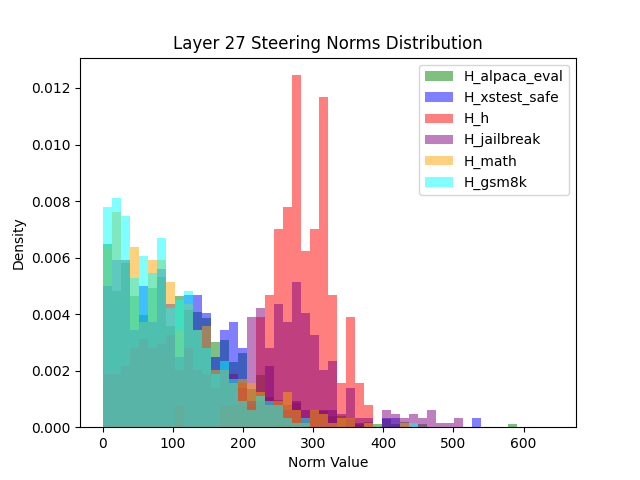 Layer 27 Steering Norms Distribution
H_alpaca_eval
H_xstest_safe
H_h
H_jailbreak
H_math
H_gsm8k
0.012
0.010
0.008
0.006
0.004
0.002
0.000
Density
0 100 200 300 400 500 600
Norm Value